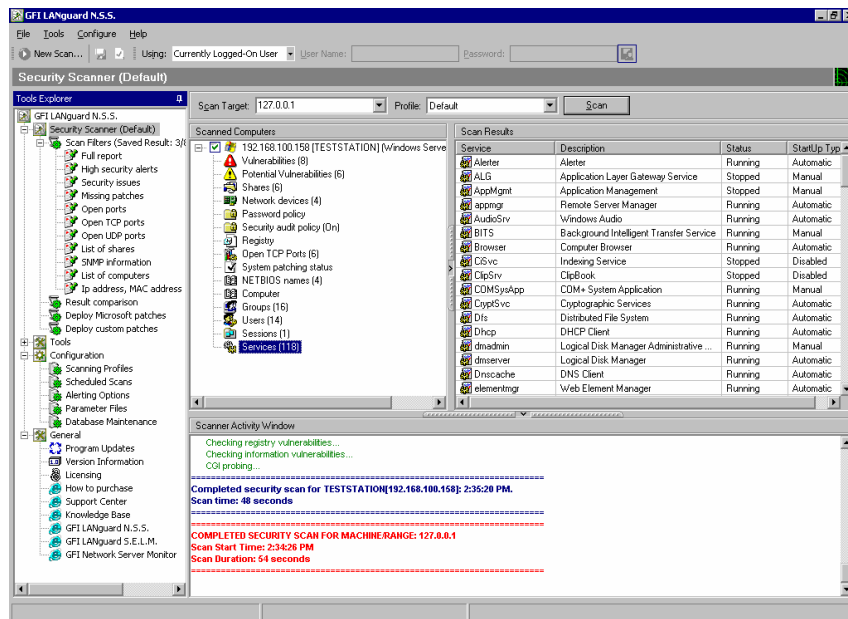 GFI LANguard N.S.S.
File Tools Configure Help
New Scan... Using: Currently Logged-On User User Name: Password:
Security Scanner (Default)
Tools Explorer
GFI LANguard N.S.S.
Security Scanner (Default)
Scan Filters (Saved Result: 3/
Full report
High security alerts
Security issues
Missing patches
Open ports
Open TCP ports
Open UDP ports
List of shares
SNMP information
List of computers
Ip address, MAC address
Result comparison
Deploy Microsoft patches
Deploy custom patches
Tools
Configuration
Scanning Profiles
Scheduled Scans
Alerting Options
Parameter Files
Database Maintenance
General
Program Updates
Version Information
Licensing
How to purchase
Support Center
Knowledge Base
GFI LANguard N.S.S.
GFI LANguard S.E.L.M.
GFI Network Server Monitor
Scan Target: 127.0.0.1 Profile: Default Scan
Scanned Computers
192.168.100.158 [TESTSTATION] (Windows Serve
Vulnerabilities (8)
Potential Vulnerabilities (6)
Shares (6)
Network devices (4)
Password policy
Security audit policy (On)
Registry
Open TCP Ports (6)
System patching status
NETBIOS names (4)
Computer
Groups (16)
Users (14)
Sessions (1)
Services (118)
Scan Results
Service Description Status StartUp Typ
Alerter Alerter Running Automatic
ALG Application Layer Gateway Service Stopped Manual
AppMgmt Application Management Stopped Manual
appmgr Remote Server Manager Running Automatic
AudioSrv Windows Audio Running Automatic
BITS Background Intelligent Transfer Service Running Manual
Browser Computer Browser Running Automatic
CiSvc Indexing Service Stopped Disabled
ClipSrv ClipBook Stopped Disabled
COMSysApp COM+ System Application Running Manual
CryptSvc Cryptographic Services Running Automatic
Dfs Distributed File System Running Automatic
Dhcp DHCP Client Running Automatic
dmadmin Logical Disk Manager Administrative ... Running Manual
dmserver Logical Disk Manager Running Automatic
Dnscache DNS Client Running Automatic
elementmgr Web Element Manager Running Automatic
Scanner Activity Window
Checking registry vulnerabilities...
Checking information vulnerabilities...
CGI probing...
Completed security scan for TESTSTATION[192.168.100.158]: 2:35:20 PM.
Scan time: 48 seconds
COMPLETED SECURITY SCAN FOR MACHINE/RANGE: 127.0.0.1
Scan Start Time: 2:34:26 PM
Scan Duration: 54 seconds